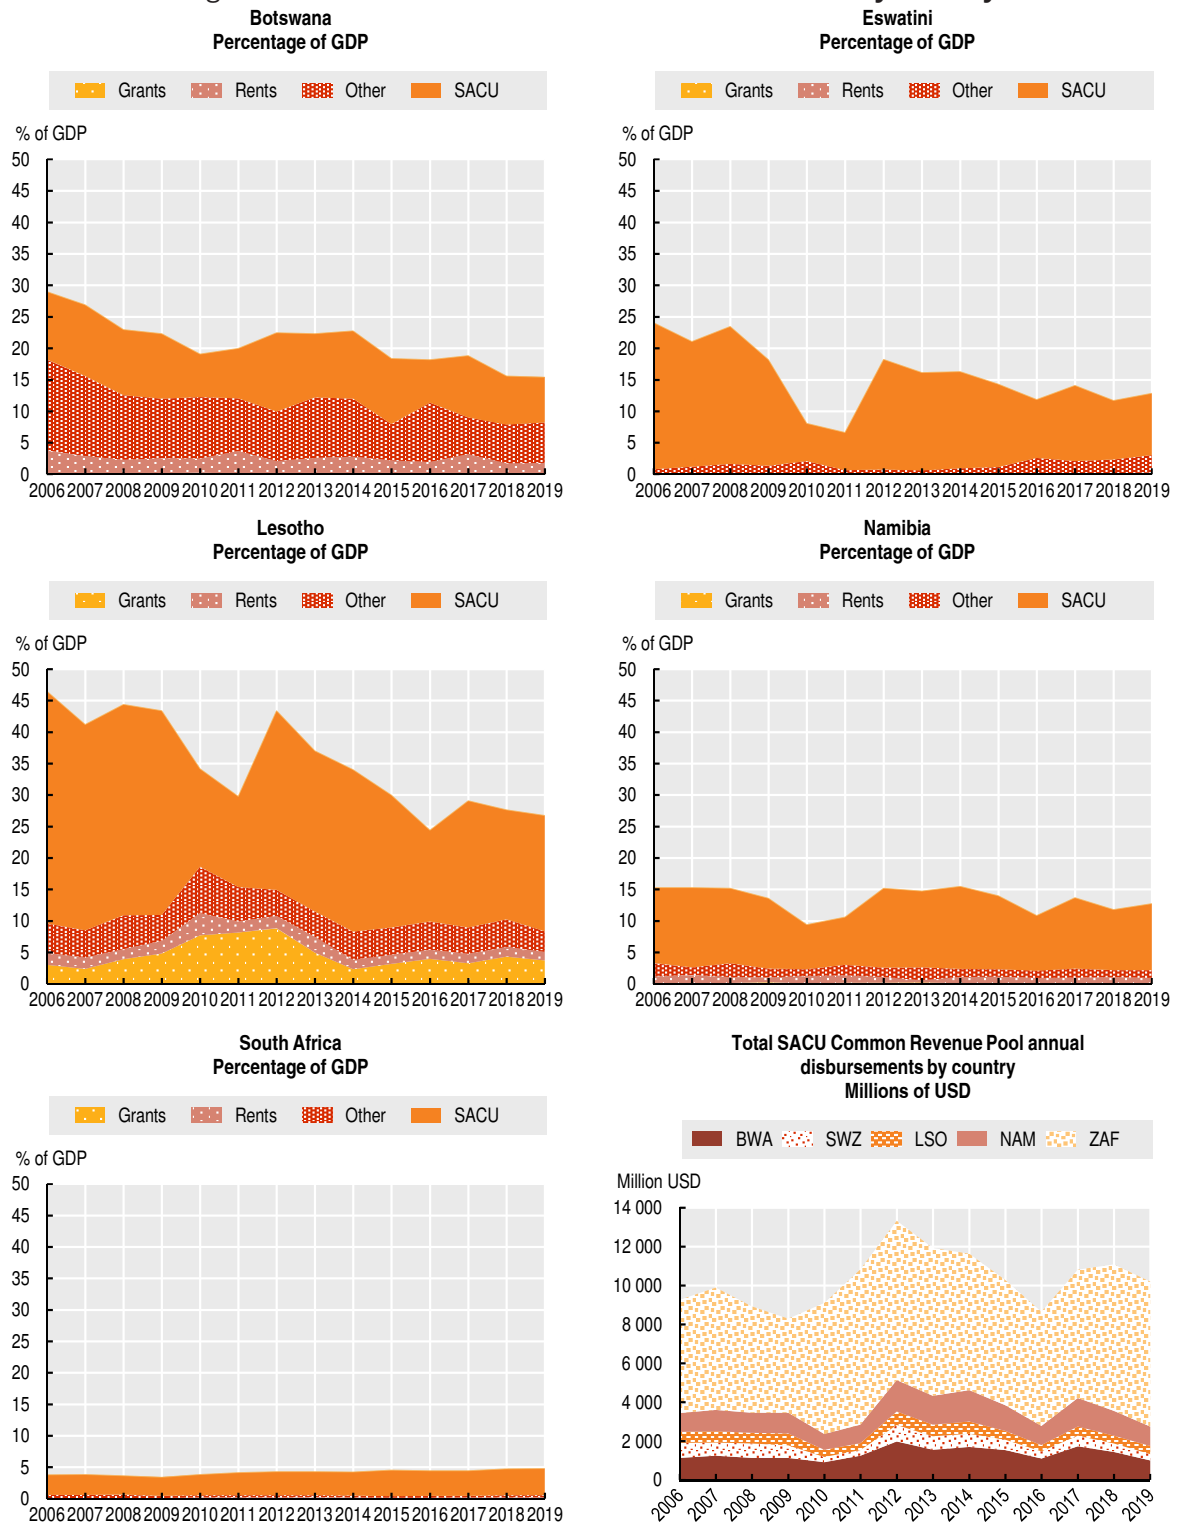 Botswana
Percentage of GDP
Grants Rents Other SACU
% of GDP
50
45
40
35
30
25
20
15
10
5
0
2006 2007 2008 2009 2010 2011 2012 2013 2014 2015 2016 2017 2018 2019
Eswatini
Percentage of GDP
Grants Rents Other SACU
% of GDP
50
45
40
35
30
25
20
15
10
5
0
2006 2007 2008 2009 2010 2011 2012 2013 2014 2015 2016 2017 2018 2019
Lesotho
Percentage of GDP
Grants Rents Other SACU
% of GDP
50
45
40
35
30
25
20
15
10
5
0
2006 2007 2008 2009 2010 2011 2012 2013 2014 2015 2016 2017 2018 2019
Namibia
Percentage of GDP
Grants Rents Other SACU
% of GDP
50
45
40
35
30
25
20
15
10
5
0
2006 2007 2008 2009 2010 2011 2012 2013 2014 2015 2016 2017 2018 2019
South Africa
Percentage of GDP
Grants Rents Other SACU
% of GDP
50
45
40
35
30
25
20
15
10
5
0
2006 2007 2008 2009 2010 2011 2012 2013 2014 2015 2016 2017 2018 2019
Total SACU Common Revenue Pool annual
disbursements by country
Millions of USD
BWA SWZ LSO NAM ZAF
Million USD
14 000
12 000
10 000
8 000
6 000
4 000
2 000
0
2006 2007 2008 2009 2010 2011 2012 2013 2014 2015 2016 2017 2018 2019